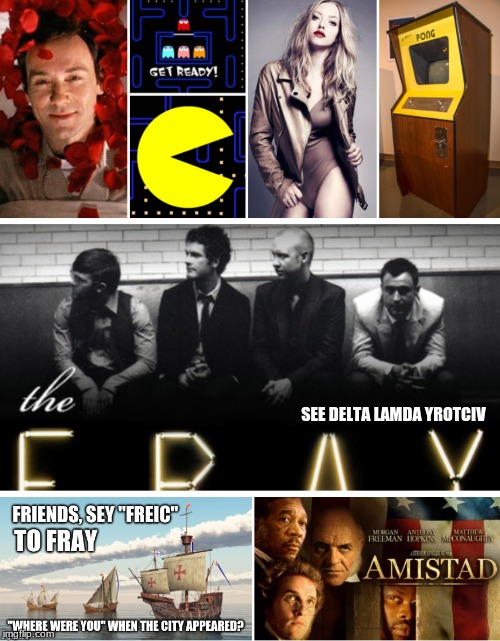 GET READY!
PONG
the
FRAY
SEE DELTA LAMDA YROTCIV
FRIENDS, SEY "FREIC"
TO FRAY
"WHERE WERE YOU" WHEN THE CITY APPEARED?
imgflip.com
MORGAN FREEMAN ANTHONY HOPKINS MATTHEW McCONAUGHEY
AMISTAD